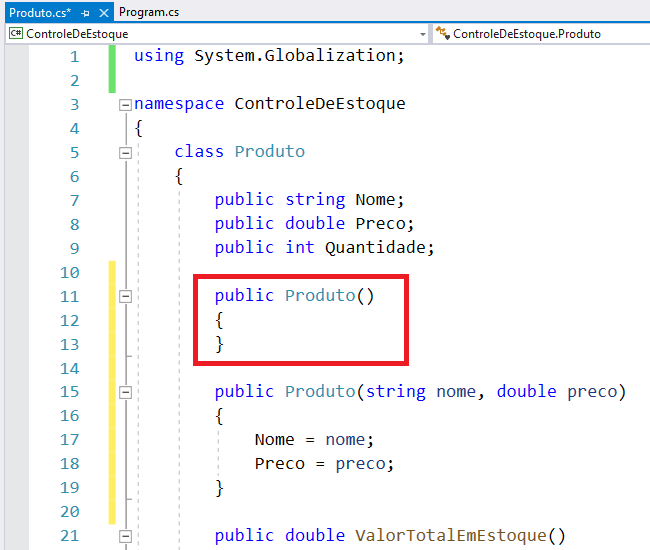 Produto.cs* Program.cs
ControleDeEstoque ControleDeEstoque.Produto
1 using System.Globalization;
2
3 namespace ControleDeEstoque
4 {
5 class Produto
6 {
7 public string Nome;
8 public double Preco;
9 public int Quantidade;
10
11 public Produto()
12 {
13 }
14
15 public Produto(string nome, double preco)
16 {
17 Nome = nome;
18 Preco = preco;
19 }
20
21 public double ValorTotalEmEstoque()